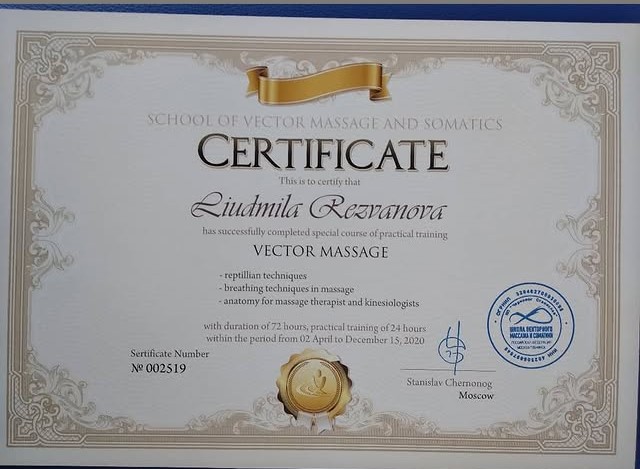 SCHOOL OF VECTOR MASSAGE AND SOMATICS
CERTIFICATE
This is to certify that
Liudmila Rezvanova
has successfully completed special course of practical training
VECTOR MASSAGE
- reptillian techniques
- breathing techniques in massage
- anatomy for massage therapist and kinesiologists
with duration of 72 hours, practical training of 24 hours
within the period from 02 April to December 15, 2020
Sertificate Number
№ 002519
ШКОЛА ВЕКТОРНОГО
МАССАЖА И СОМАТИКИ
Stanislav Chernonog
Moscow